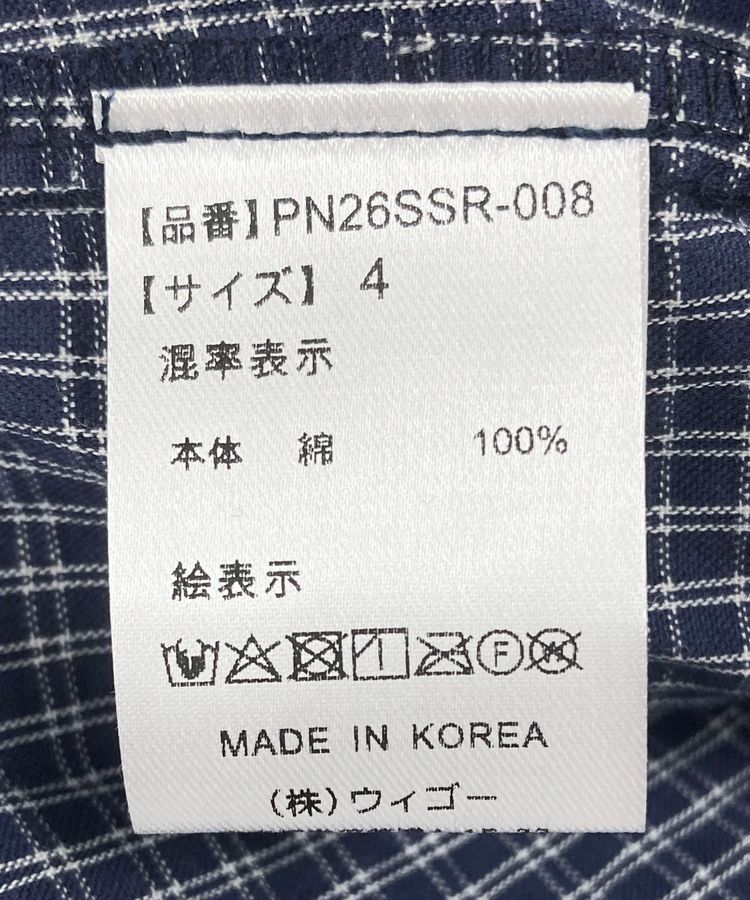 【品番】PN26SSR-008
【サイズ】 4
混率表示
本体 綿 100%
絵表示
F W
MADE IN KOREA
(株)ウィゴー